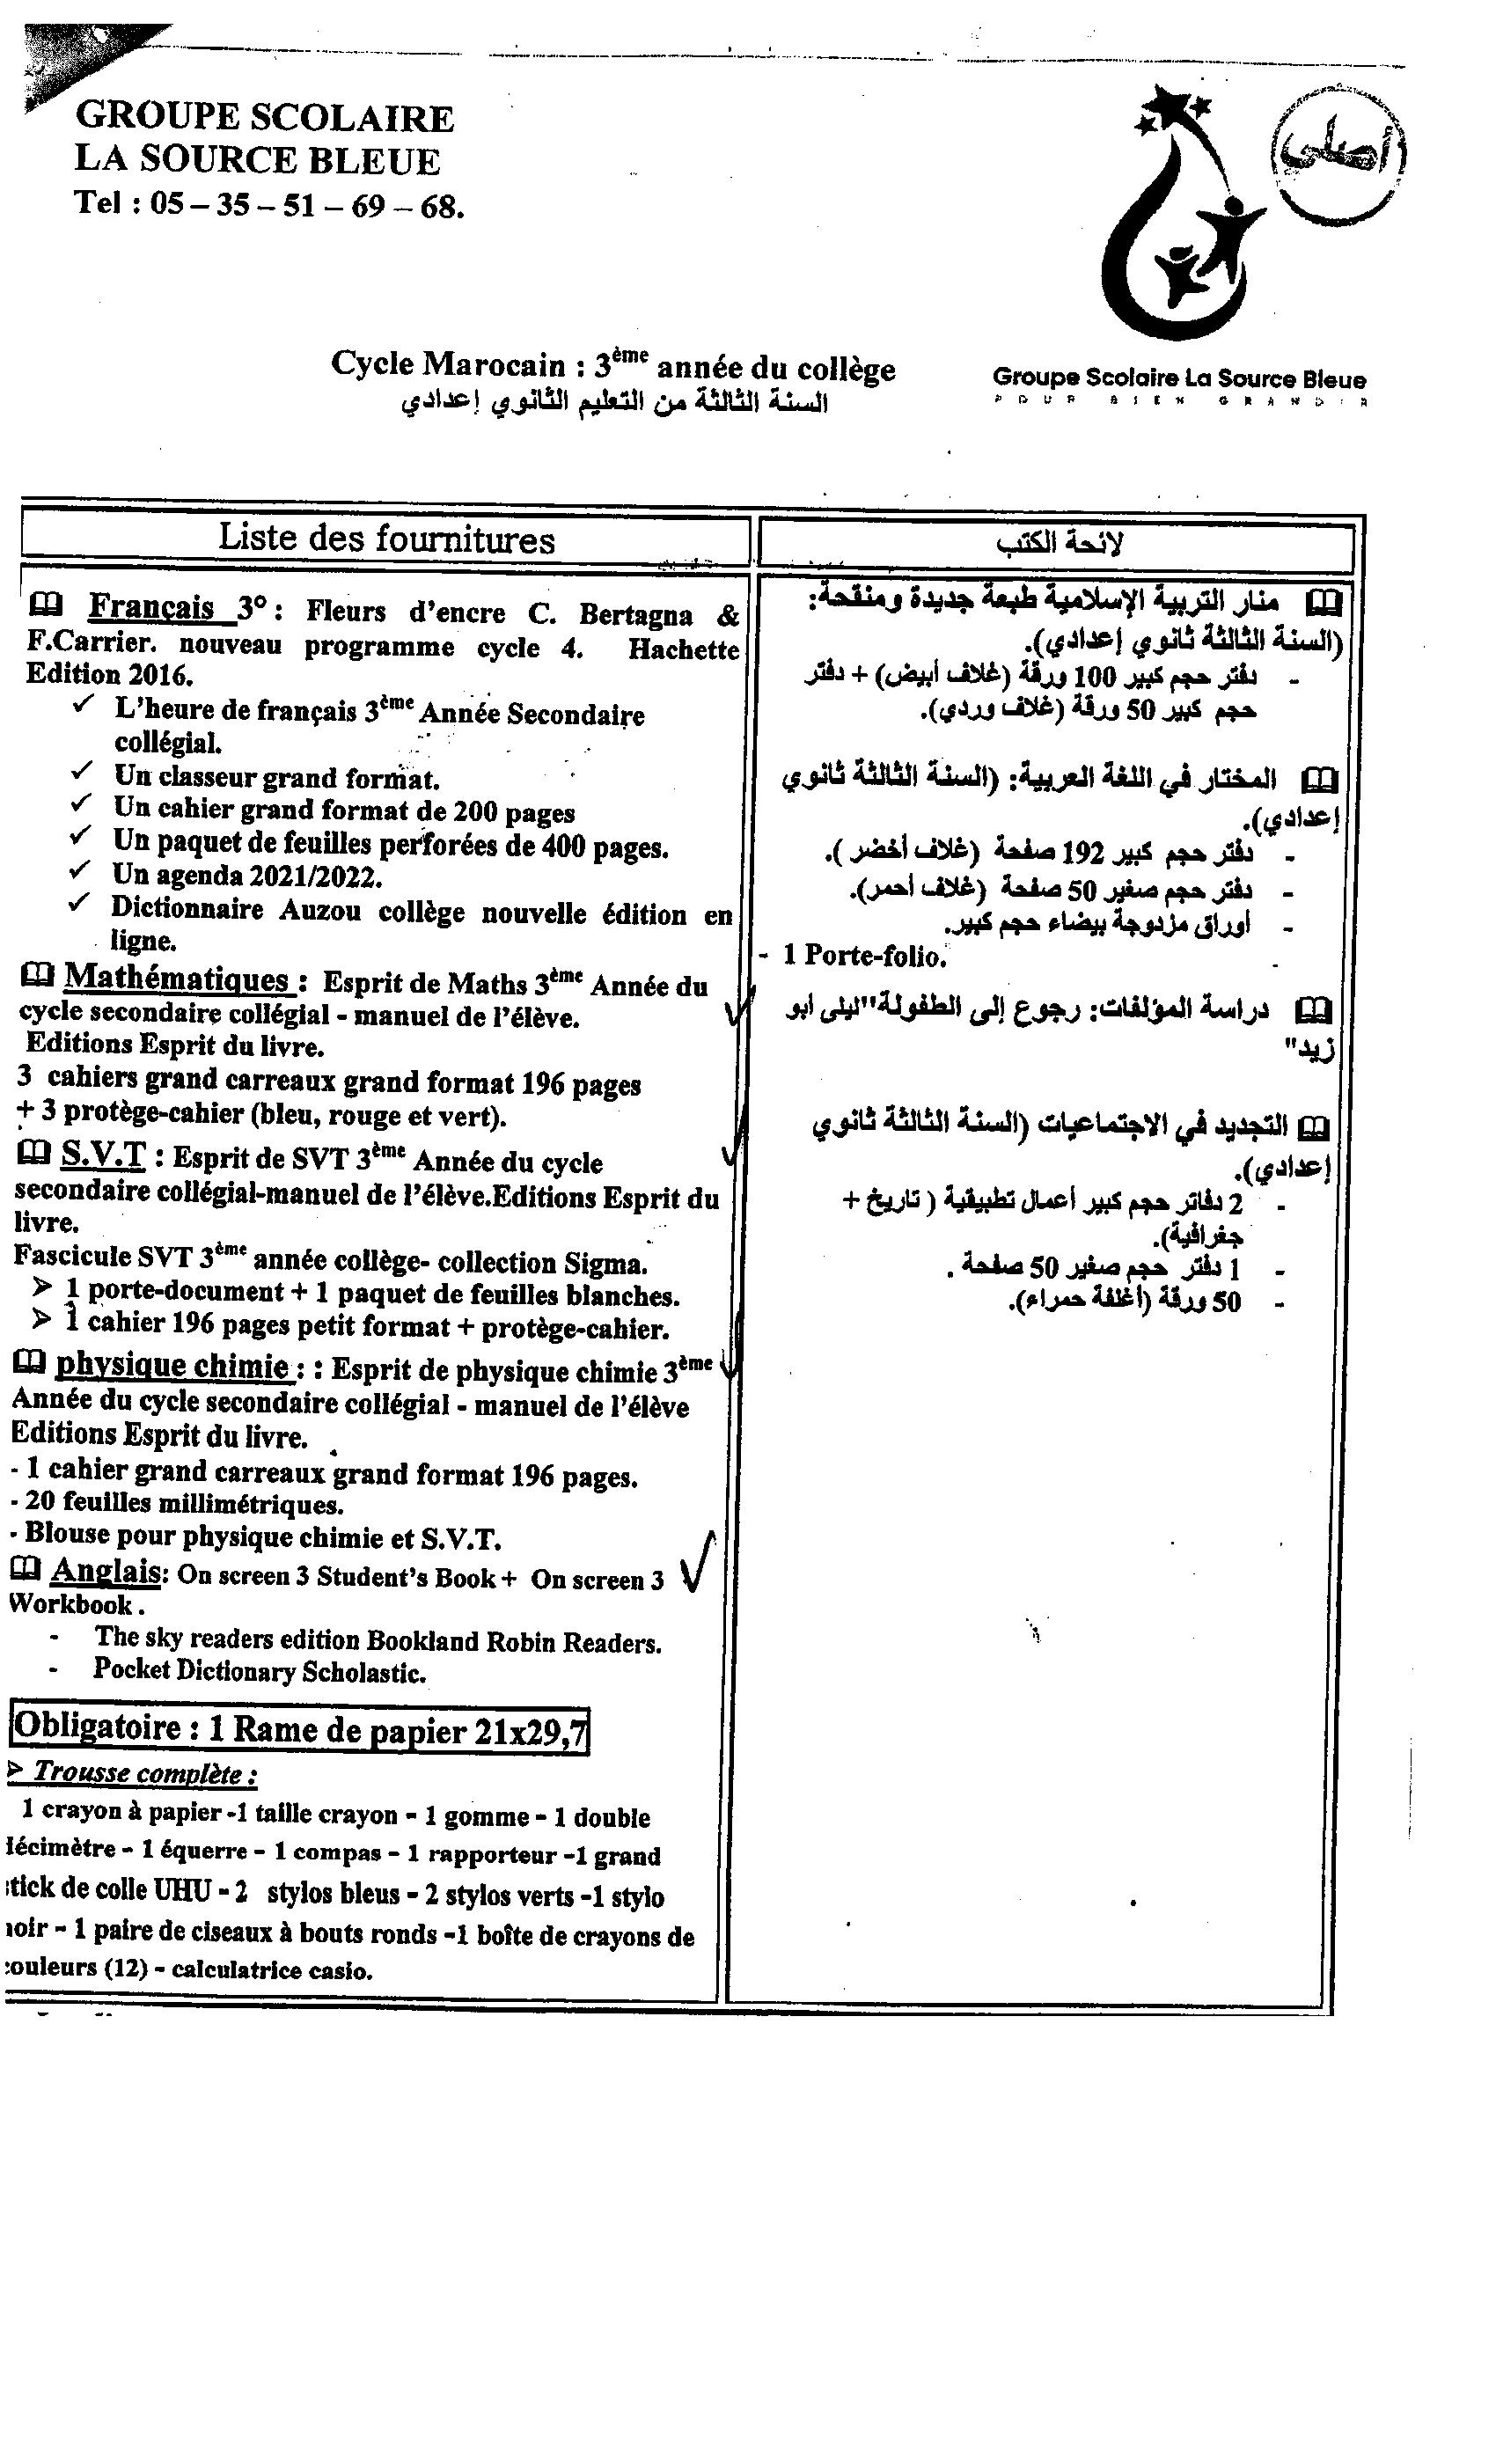 GROUPE SCOLAIRE
LA SOURCE BLEUE
Tel : 05 – 35 – 51 – 69 – 68.
أصلي
Groupe Scolaire La Source Bleue
POUR BIEN GRANDIR
Cycle Marocain : 3ème année du collège
السنة الثالثة من التعليم الثانوي إعدادي
Liste des fournitures
Français 3° : Fleurs d’encre C. Bertagna &
F.Carrier. nouveau programme cycle 4. Hachette
Edition 2016.
✓ L’heure de français 3ème Année Secondaire
collégial.
✓ Un classeur grand format.
✓ Un cahier grand format de 200 pages
✓ Un paquet de feuilles perforées de 400 pages.
✓ Un agenda 2021/2022.
✓ Dictionnaire Auzou collège nouvelle édition en
ligne.
Mathématiques : Esprit de Maths 3ème Année du
cycle secondaire collégial - manuel de l’élève.
Editions Esprit du livre.
3 cahiers grand carreaux grand format 196 pages
+ 3 protège-cahier (bleu, rouge et vert).
S.V.T : Esprit de SVT 3ème Année du cycle
secondaire collégial-manuel de l’élève.Editions Esprit du
livre.
Fascicule SVT 3ème année collège- collection Sigma.
➢ 1 porte-document + 1 paquet de feuilles blanches.
➢ 1 cahier 196 pages petit format + protège-cahier.
physique chimie : : Esprit de physique chimie 3ème
Année du cycle secondaire collégial - manuel de l’élève
Editions Esprit du livre.
- 1 cahier grand carreaux grand format 196 pages.
- 20 feuilles millimétriques.
- Blouse pour physique chimie et S.V.T.
Anglais: On screen 3 Student’s Book + On screen 3
Workbook .
- The sky readers edition Bookland Robin Readers.
- Pocket Dictionary Scholastic.
Obligatoire : 1 Rame de papier 21x29,7
➢ Trousse complète :
1 crayon à papier -1 taille crayon – 1 gomme – 1 double
décimètre – 1 équerre – 1 compas – 1 rapporteur –1 grand
stick de colle UHU – 2 stylos bleus – 2 stylos verts -1 stylo
noir – 1 paire de ciseaux à bouts ronds –1 boîte de crayons de
couleurs (12) – calculatrice casio.
لائحة الكتب
منار التربية الإسلامية طبعة جديدة ومنقحة:
(السنة الثالثة ثانوي إعدادي).
- دفتر حجم كبير 100 ورقة (غلاف أبيض) + دفتر
حجم كبير 50 ورقة (غلاف وردي).
المختار في اللغة العربية: (السنة الثالثة ثانوي
إعدادي).
- دفتر حجم كبير 192 صفحة (غلاف أخضر ).
- دفتر حجم صغير 50 صفحة (غلاف أحمر).
- أوراق مزدوجة بيضاء حجم كبير.
- 1 Porte-folio.
دراسة المؤلفات: رجوع إلى الطفولة"ليلى أبو
زيد"
التجديد في الاجتماعيات (السنة الثالثة ثانوي
إعدادي).
- 2 دفاتر حجم كبير أعمال تطبيقية ( تاريخ +
جغرافية).
- 1 دفتر حجم صغير 50 صفحة .
- 50 ورقة (أغلفة حمراء).